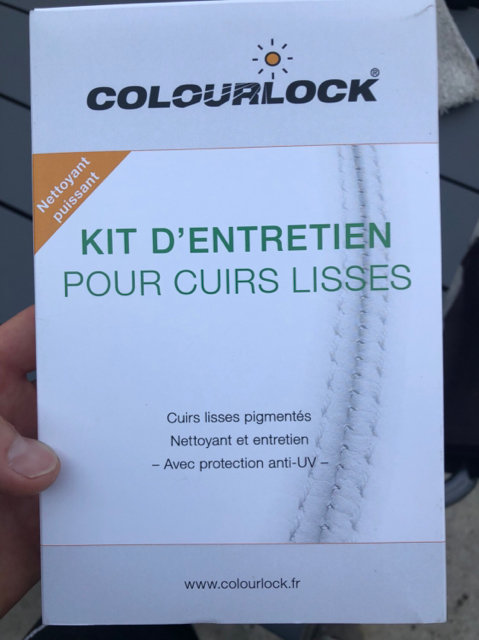 COLOURLOCK®
Nettoyant
puissant
KIT D'ENTRETIEN
POUR CUIRS LISSES
Cuirs lisses pigmentés
Nettoyant et entretien
– Avec protection anti-UV –
www.colourlock.fr